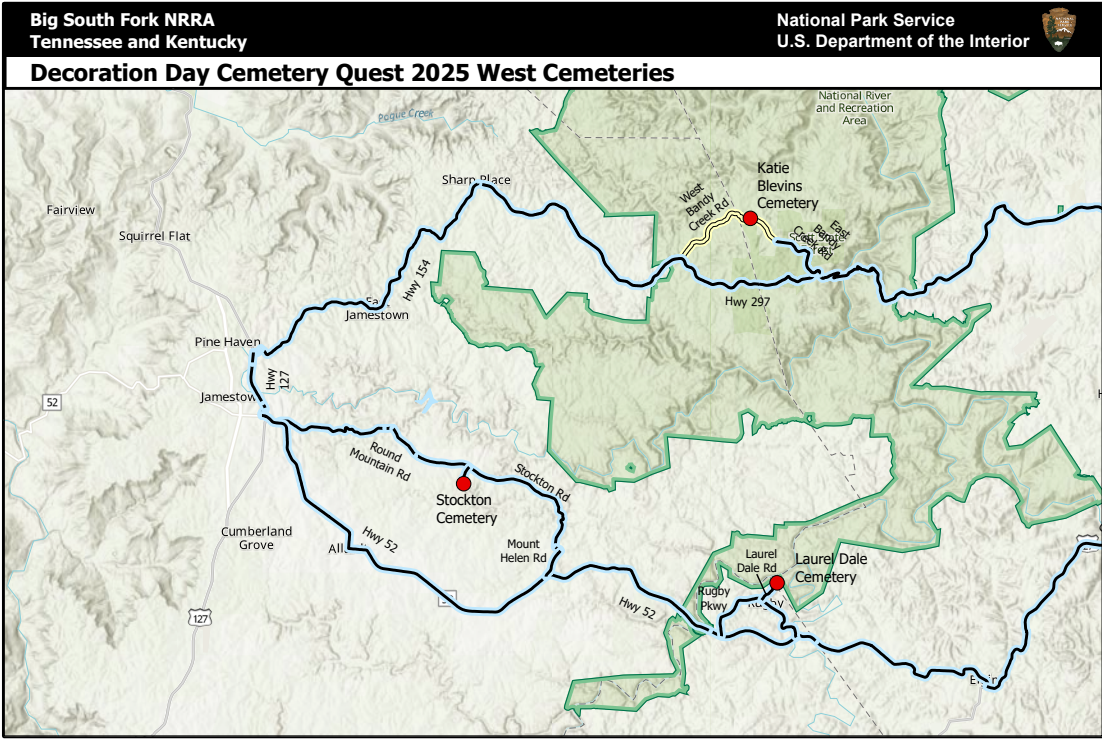 Big South Fork NRRA
Tennessee and Kentucky
National Park Service
U.S. Department of the Interior
Decoration Day Cemetery Quest 2025 West Cemeteries
National River
and Recreation
Area
Pogue Creek
Katie
Blevins
Cemetery
Sharp Place
West
Bandy
Creek Rd
Fairview
Squirrel Flat
East
Bandy
Creek Rd
Hwy 154
Hwy 297
Jamestown
Pine Haven
Hwy
127
Jamestow
52
Round
Mountain Rd
Stockton Rd
Stockton
Cemetery
Cumberland
Grove
Hwy 52
Mount
Helen Rd
Laurel
Dale Rd
Laurel Dale
Cemetery
Rugby
Pkwy
Hwy 52
Rugby
127